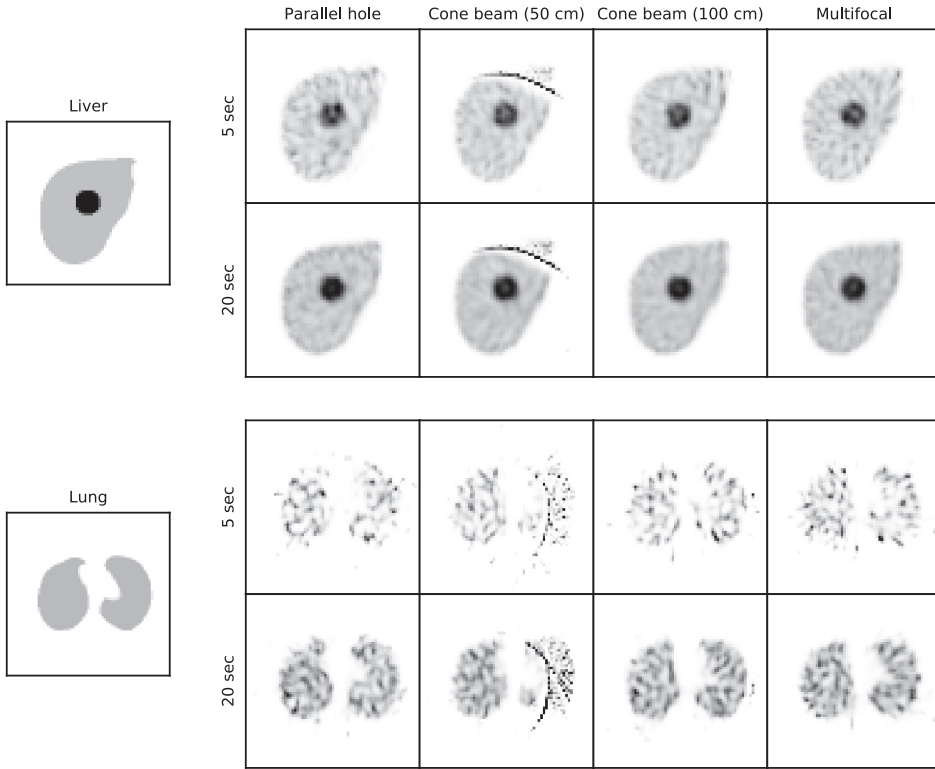 Parallel hole Cone beam (50 cm) Cone beam (100 cm) Multifocal
Liver
5 sec
20 sec
Lung
5 sec
20 sec